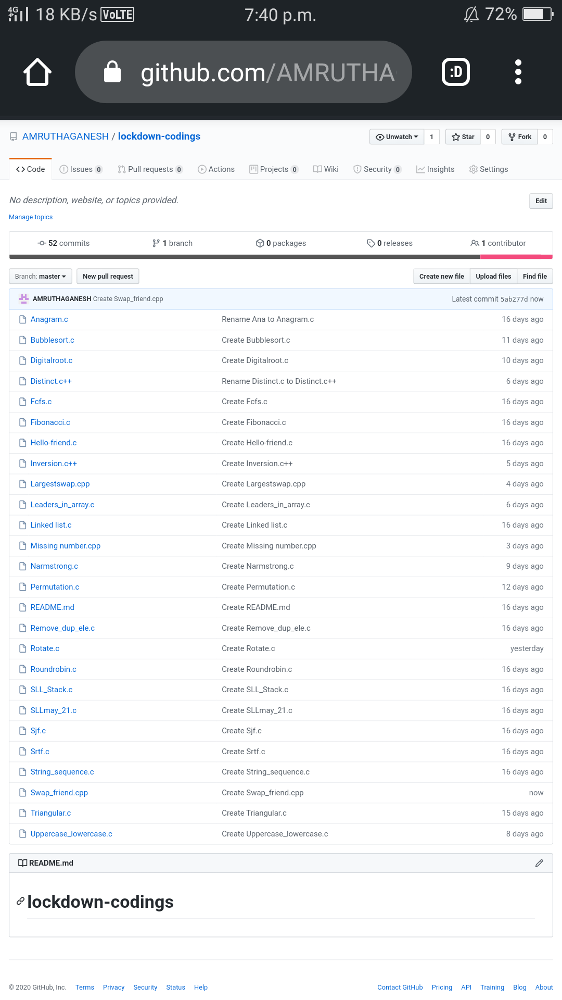 4G 18 KB/s VoLTE 7:40 p.m. 72%
github.com/AMRUTHA :D
AMRUTHAGANESH / lockdown-codings Unwatch 1 Star 0 Fork 0
Code Issues 0 Pull requests 0 Actions Projects 0 Wiki Security 0 Insights Settings
No description, website, or topics provided. Edit
Manage topics
52 commits 1 branch 0 packages 0 releases 1 contributor
Branch: master New pull request Create new file Upload files Find file
AMRUTHAGANESH Create Swap_friend.cpp Latest commit 5ab277d now
Anagram.c Rename Ana to Anagram.c 16 days ago
Bubblesort.c Create Bubblesort.c 11 days ago
Digitalroot.c Create Digitalroot.c 10 days ago
Distinct.c++ Rename Distinct.c to Distinct.c++ 6 days ago
Fcfs.c Create Fcfs.c 16 days ago
Fibonacci.c Create Fibonacci.c 16 days ago
Hello-friend.c Create Hello-friend.c 16 days ago
Inversion.c++ Create Inversion.c++ 5 days ago
Largestswap.cpp Create Largestswap.cpp 4 days ago
Leaders_in_array.c Create Leaders_in_array.c 6 days ago
Linked list.c Create Linked list.c 16 days ago
Missing number.cpp Create Missing number.cpp 3 days ago
Narmstrong.c Create Narmstrong.c 9 days ago
Permutation.c Create Permutation.c 12 days ago
README.md Create README.md 16 days ago
Remove_dup_ele.c Create Remove_dup_ele.c 16 days ago
Rotate.c Create Rotate.c yesterday
Roundrobin.c Create Roundrobin.c 16 days ago
SLL_Stack.c Create SLL_Stack.c 16 days ago
SLLmay_21.c Create SLLmay_21.c 16 days ago
Sjf.c Create Sjf.c 16 days ago
Srtf.c Create Srtf.c 16 days ago
String_sequence.c Create String_sequence.c 16 days ago
Swap_friend.cpp Create Swap_friend.cpp now
Triangular.c Create Triangular.c 15 days ago
Uppercase_lowercase.c Create Uppercase_lowercase.c 8 days ago
README.md
lockdown-codings
© 2020 GitHub, Inc. Terms Privacy Security Status Help Contact GitHub Pricing API Training Blog About